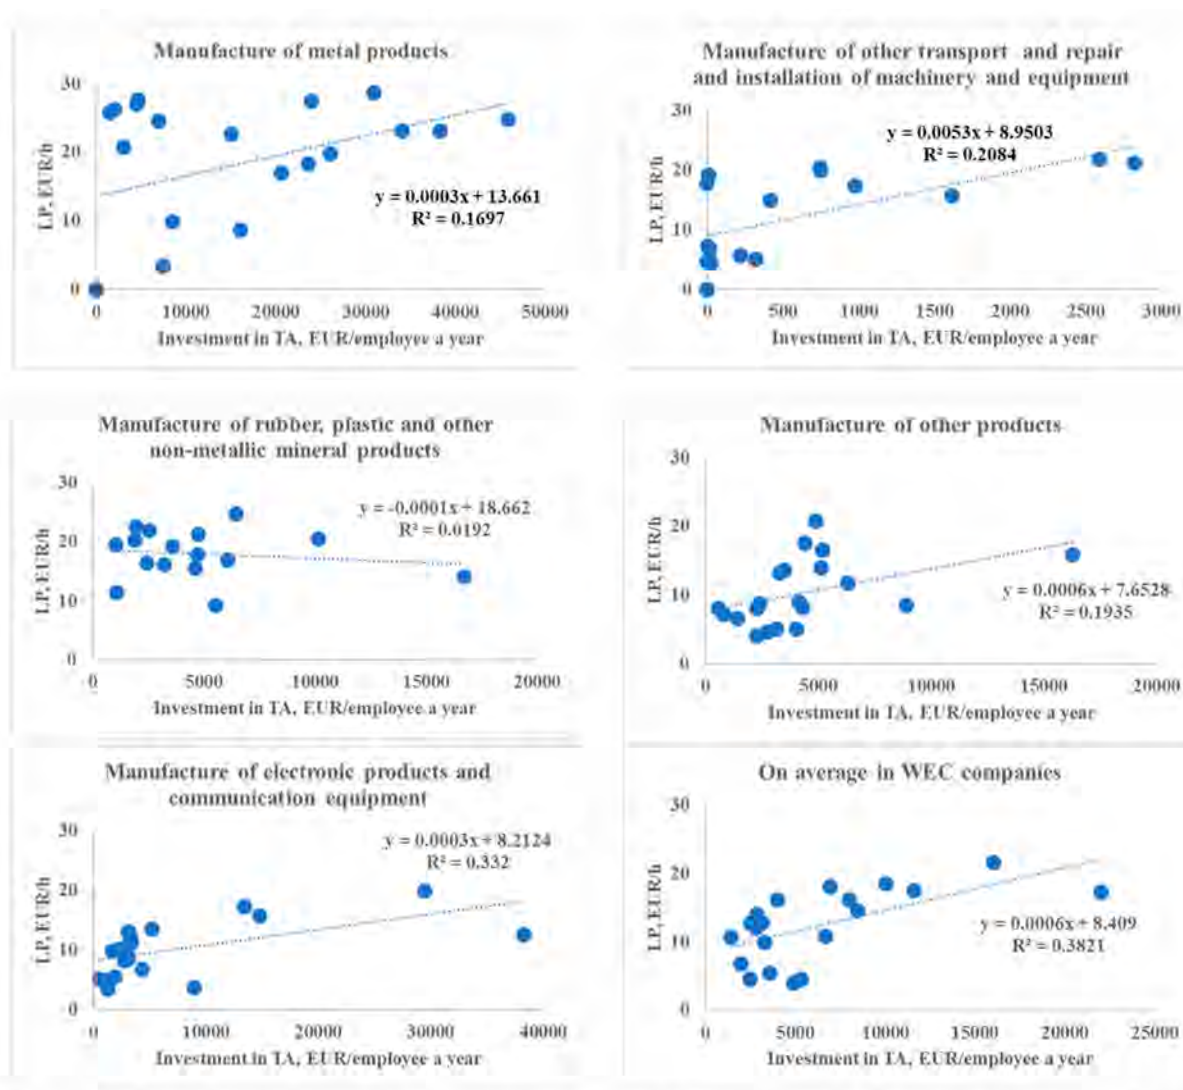 Manufacture of metal products
30
20
10
0
LP, EUR/h
y = 0.0003x + 13.661
R² = 0.1697
0 10000 20000 30000 40000 50000
Investment in TA, EUR/employee a year
Manufacture of other transport and repair
and installation of machinery and equipment
30
20
10
0
LP, EUR/h
y = 0.0053x + 8.9503
R² = 0.2084
0 500 1000 1500 2000 2500 3000
Investment in TA, EUR/employee a year
Manufacture of rubber, plastic and other
non-metallic mineral products
30
20
10
0
LP, EUR/h
y = -0.0001x + 18.662
R² = 0.0192
0 5000 10000 15000 20000
Investment in TA, EUR/employee a year
Manufacture of other products
30
20
10
0
LP, EUR/h
y = 0.0006x + 7.6528
R² = 0.1935
0 5000 10000 15000 20000
Investment in TA, EUR/employee a year
Manufacture of electronic products and
communication equipment
30
20
10
0
LP, EUR/h
y = 0.0003x + 8.2124
R² = 0.332
0 10000 20000 30000 40000
Investment in TA, EUR/employee a year
On average in WEC companies
30
20
10
0
LP, EUR/h
y = 0.0006x + 8.409
R² = 0.3821
0 5000 10000 15000 20000 25000
Investment in TA, EUR/employee a year